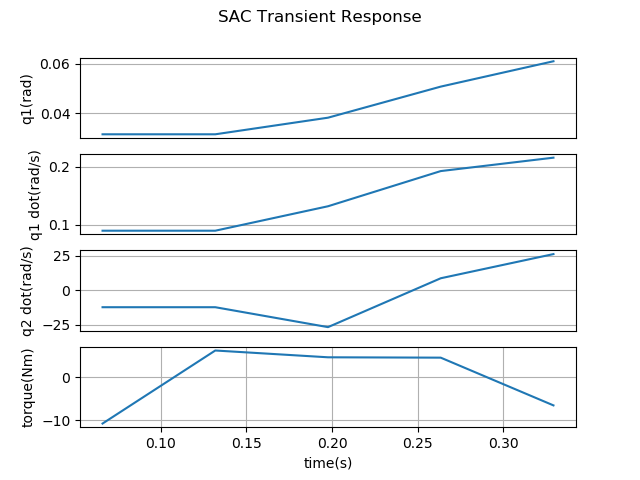 SAC Transient Response
q1(rad)
0.06
0.04
q1 dot(rad/s)
0.2
0.1
q2 dot(rad/s)
25
0
−25
torque(Nm)
0
−10
0.10 0.15 0.20 0.25 0.30
time(s)